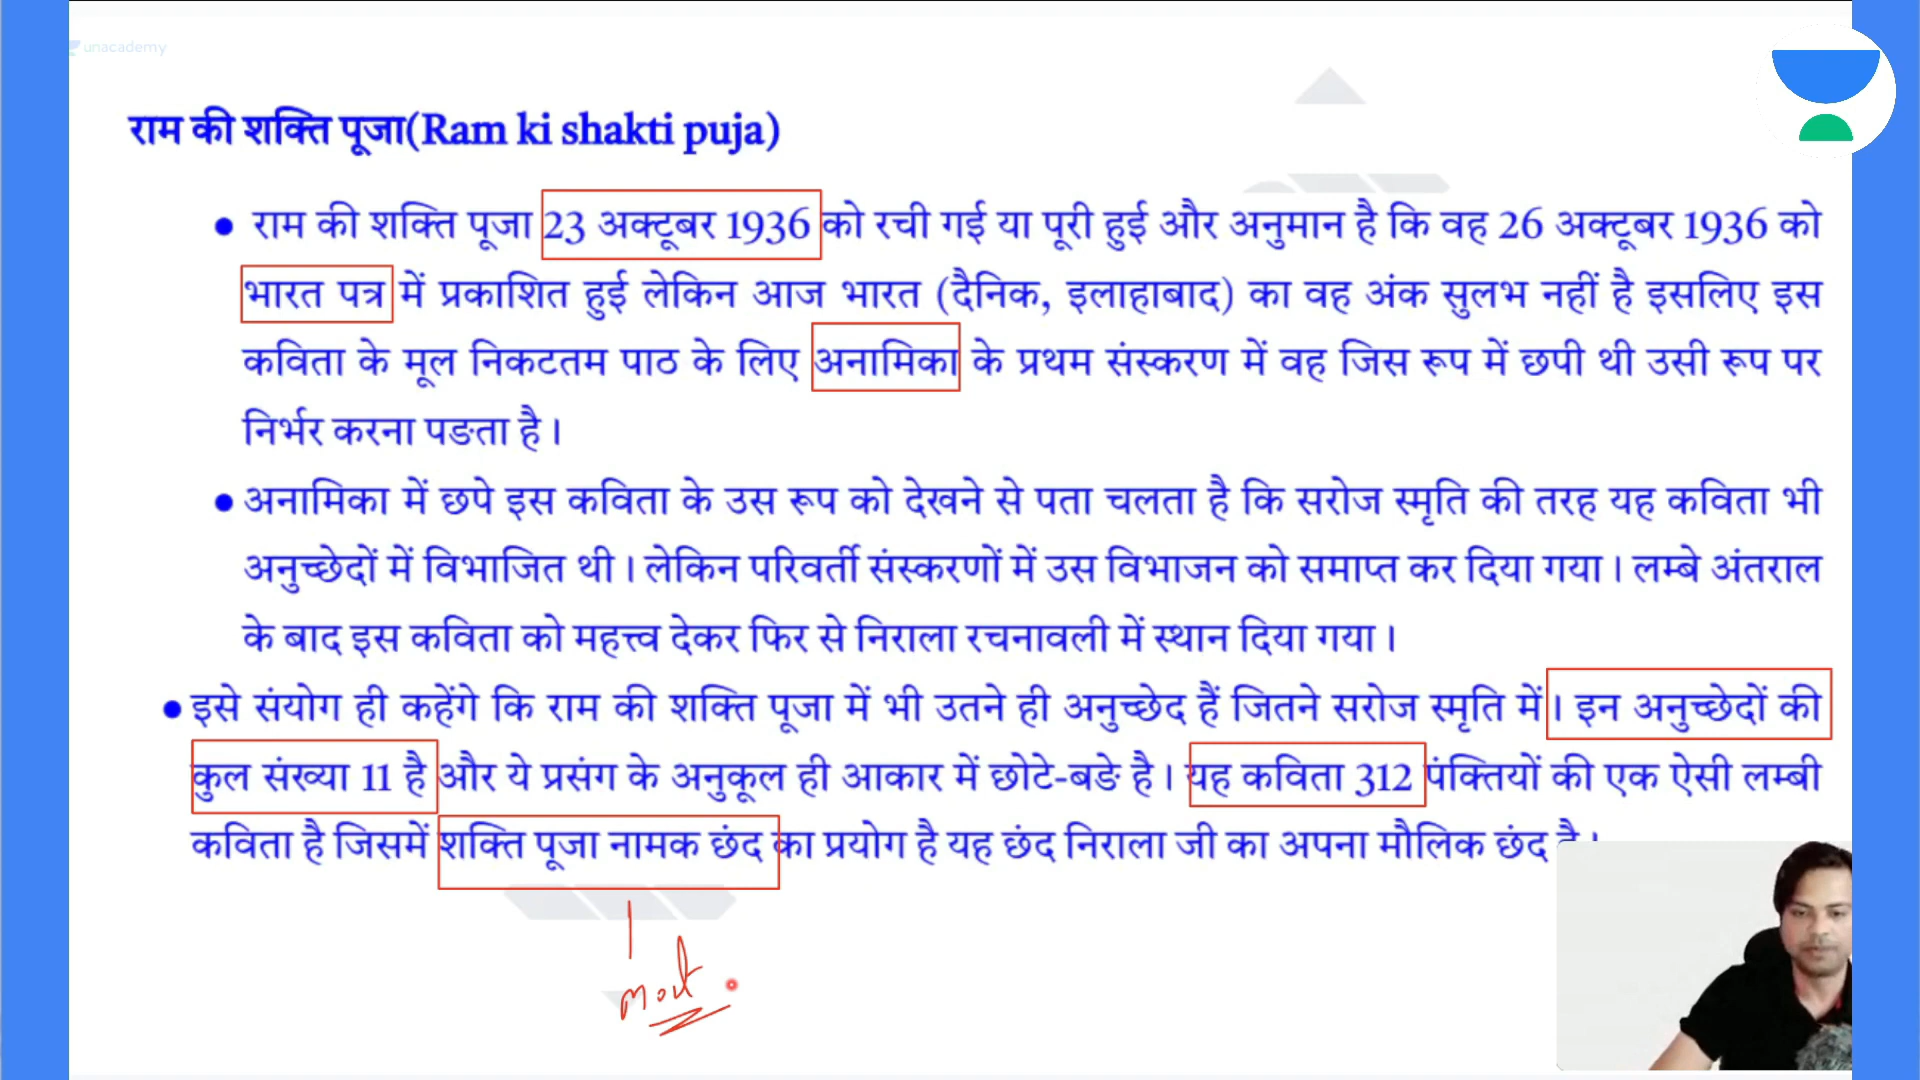 unacademy
राम की शक्ति पूजा(Ram ki shakti puja)
● राम की शक्ति पूजा 23 अक्टूबर 1936 को रची गई या पूरी हुई और अनुमान है कि वह 26 अक्टूबर 1936 को
भारत पत्र में प्रकाशित हुई लेकिन आज भारत (दैनिक, इलाहाबाद) का वह अंक सुलभ नहीं है इसलिए इस
कविता के मूल निकटतम पाठ के लिए अनामिका के प्रथम संस्करण में वह जिस रूप में छपी थी उसी रूप पर
निर्भर करना पङता है।
● अनामिका में छपे इस कविता के उस रूप को देखने से पता चलता है कि सरोज स्मृति की तरह यह कविता भी
अनुच्छेदों में विभाजित थी। लेकिन परिवर्ती संस्करणों में उस विभाजन को समाप्त कर दिया गया। लम्बे अंतराल
के बाद इस कविता को महत्त्व देकर फिर से निराला रचनावली में स्थान दिया गया।
● इसे संयोग ही कहेंगे कि राम की शक्ति पूजा में भी उतने ही अनुच्छेद हैं जितने सरोज स्मृति में। इन अनुच्छेदों की
कुल संख्या 11 है और ये प्रसंग के अनुकूल ही आकार में छोटे-बङे है। यह कविता 312 पंक्तियों की एक ऐसी लम्बी
कविता है जिसमें शक्ति पूजा नामक छंद का प्रयोग है यह छंद निराला जी का अपना मौलिक छंद है।